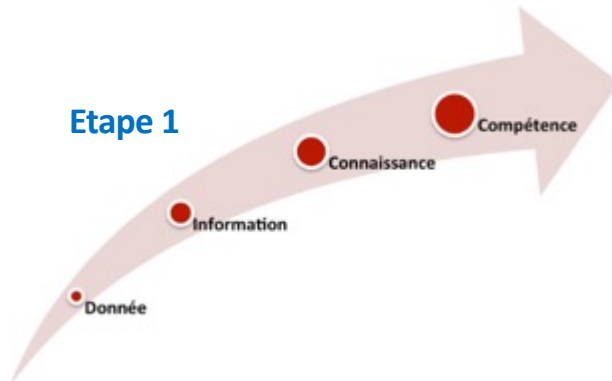 Etape 1
Compétence
Connaissance
Information
Donnée